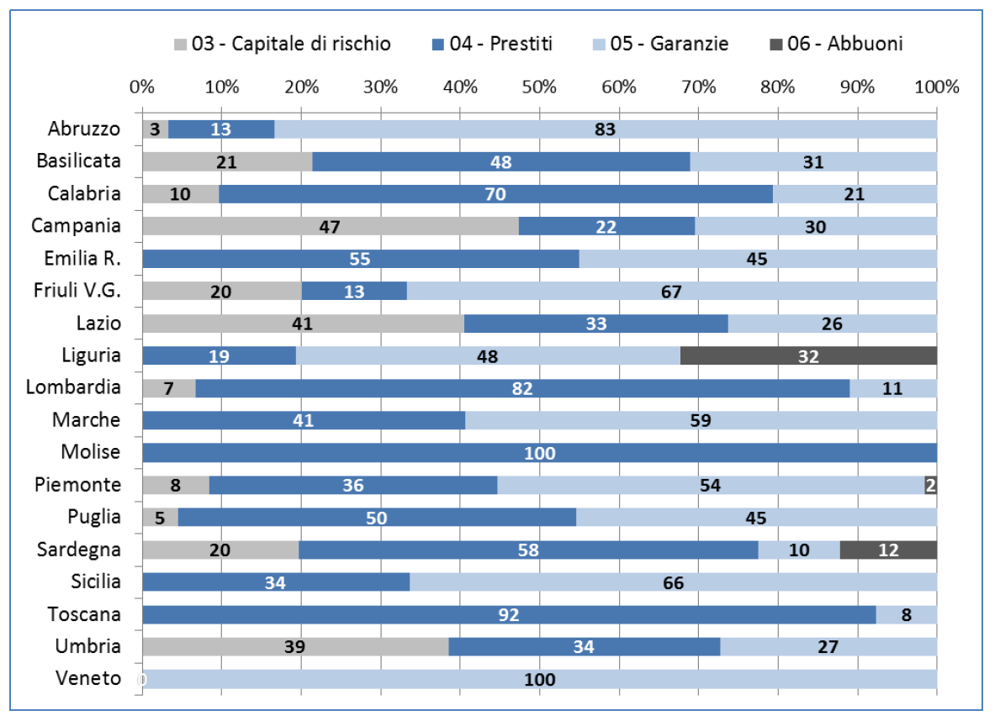 03 - Capitale di rischio 04 - Prestiti 05 - Garanzie 06 - Abbuoni
0% 10% 20% 30% 40% 50% 60% 70% 80% 90% 100%
Abruzzo 3 13 83
Basilicata 21 48 31
Calabria 10 70 21
Campania 47 22 30
Emilia R. 55 45
Friuli V.G. 20 13 67
Lazio 41 33 26
Liguria 19 48 32
Lombardia 7 82 11
Marche 41 59
Molise 100
Piemonte 8 36 54 2
Puglia 5 50 45
Sardegna 20 58 10 12
Sicilia 34 66
Toscana 92 8
Umbria 39 34 27
Veneto 0 100